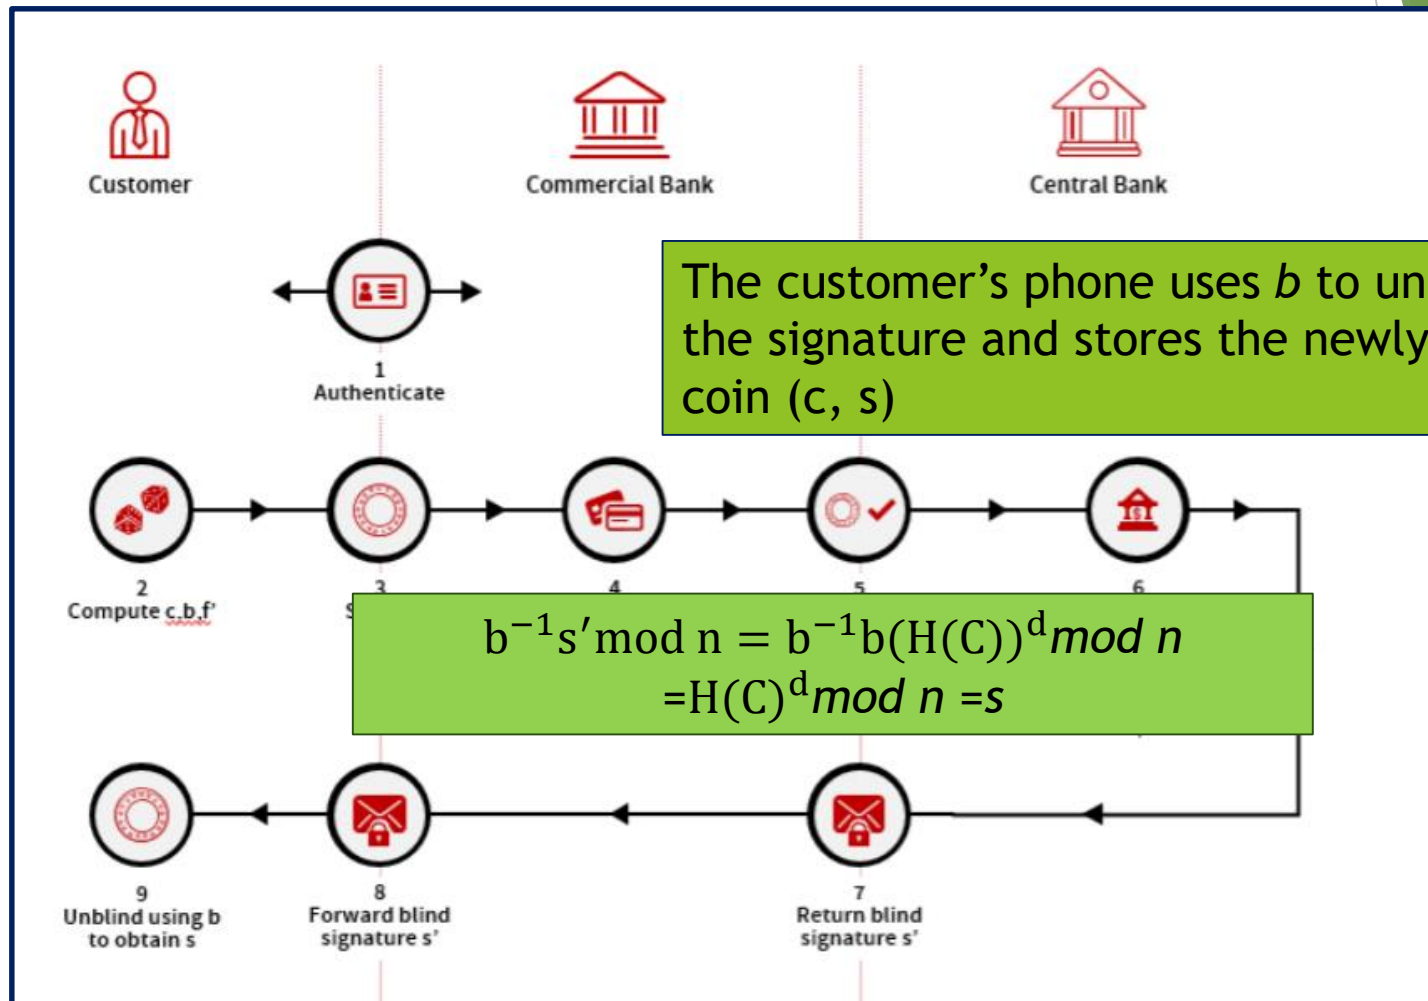 Customer
Commercial Bank
Central Bank
The customer’s phone uses b to un
the signature and stores the newly
coin (c, s)
1
Authenticate
2
Compute c,b,f’
3
S
4
5
6
b⁻¹s′mod n = b⁻¹b(H(C))ᵈmod n
=H(C)ᵈmod n =s
9
Unblind using b
to obtain s
8
Forward blind
signature s’
7
Return blind
signature s’